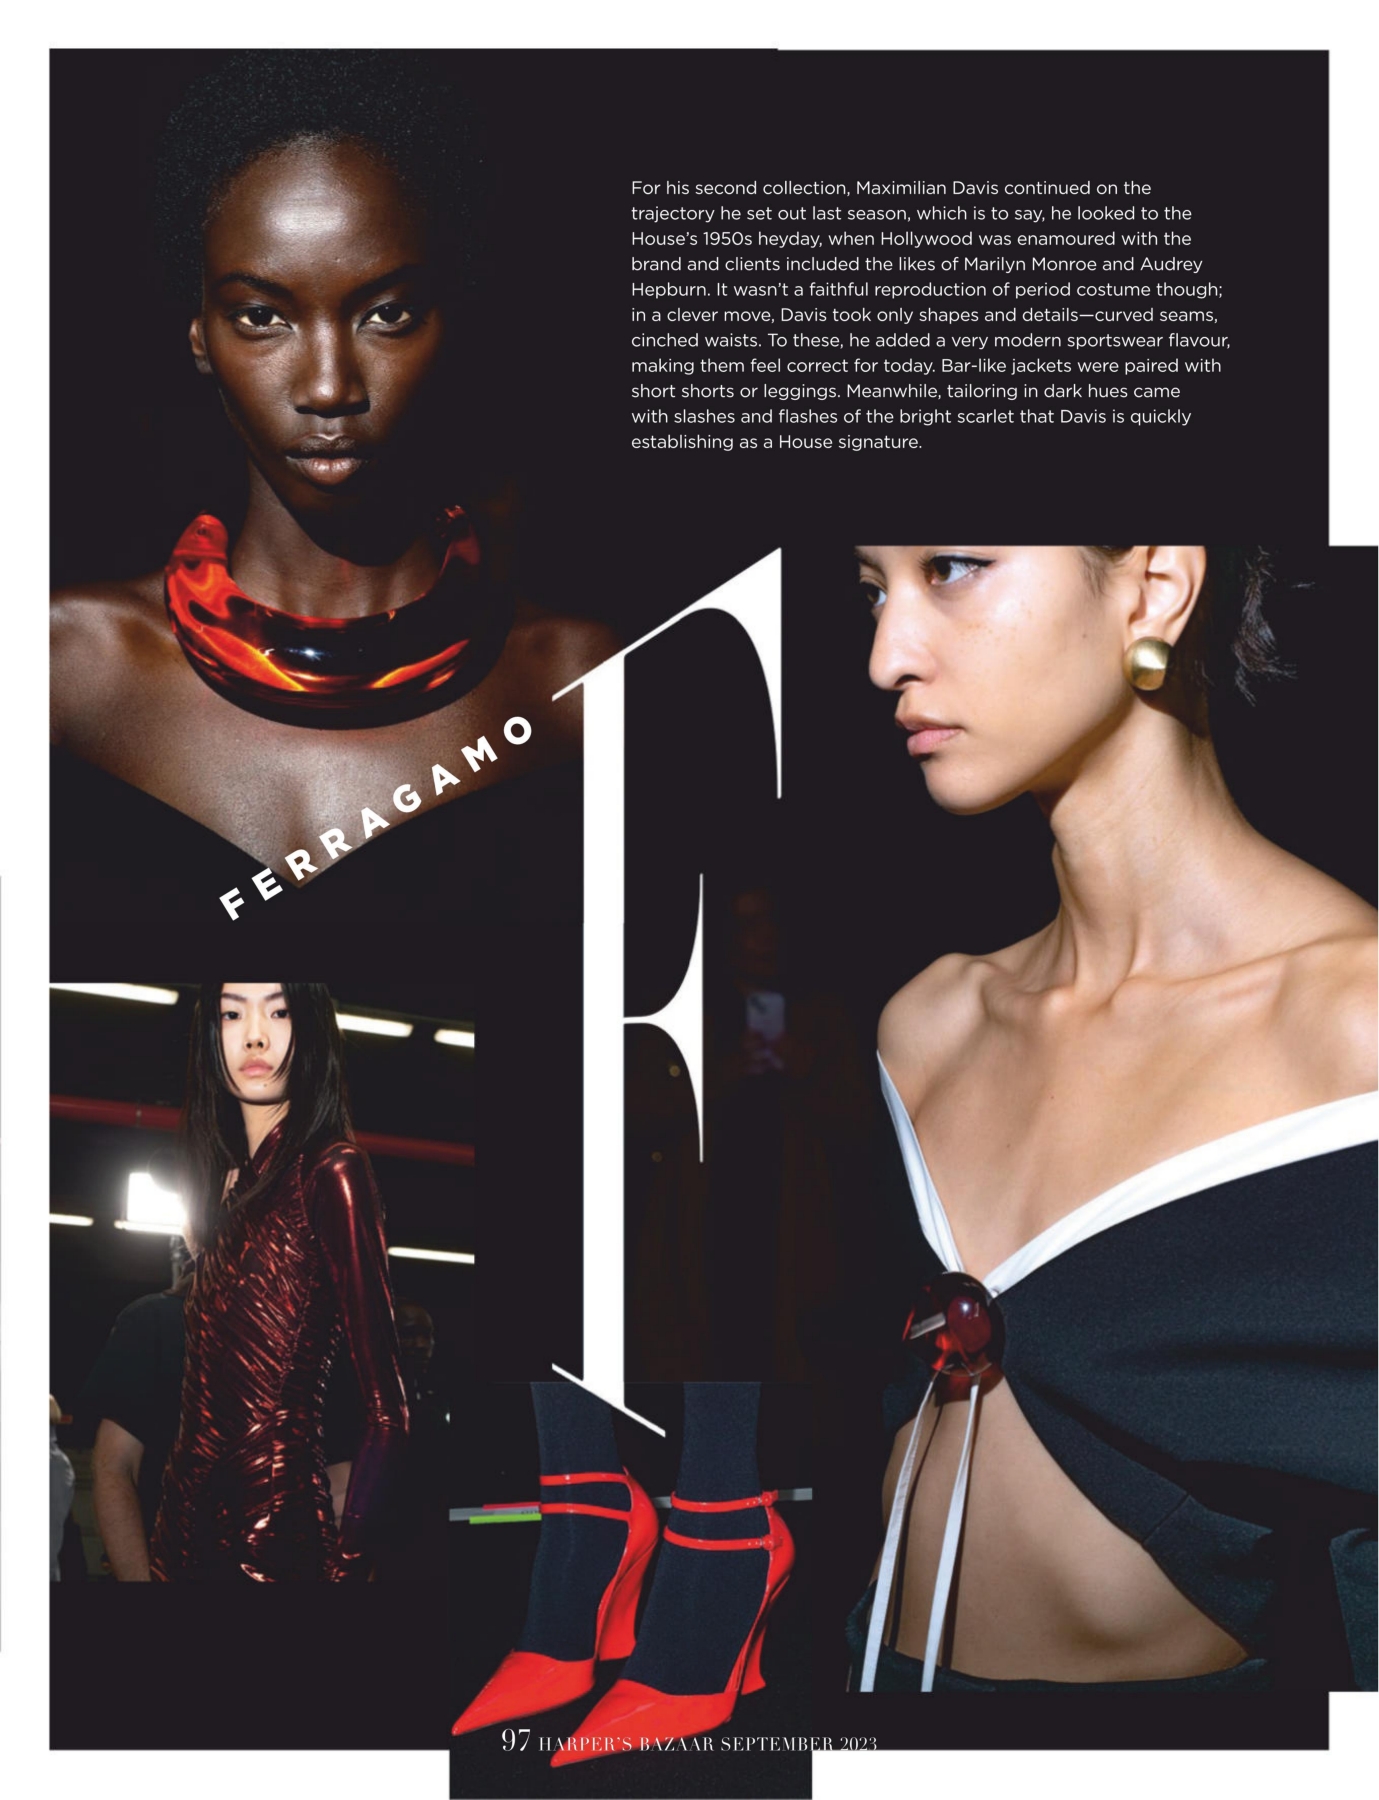 For his second collection, Maximilian Davis continued on the
trajectory he set out last season, which is to say, he looked to the
House’s 1950s heyday, when Hollywood was enamoured with the
brand and clients included the likes of Marilyn Monroe and Audrey
Hepburn. It wasn’t a faithful reproduction of period costume though;
in a clever move, Davis took only shapes and details—curved seams,
cinched waists. To these, he added a very modern sportswear flavour,
making them feel correct for today. Bar-like jackets were paired with
short shorts or leggings. Meanwhile, tailoring in dark hues came
with slashes and flashes of the bright scarlet that Davis is quickly
establishing as a House signature.
FERRAGAMO
F
97 HARPER’S BAZAAR SEPTEMBER 2023